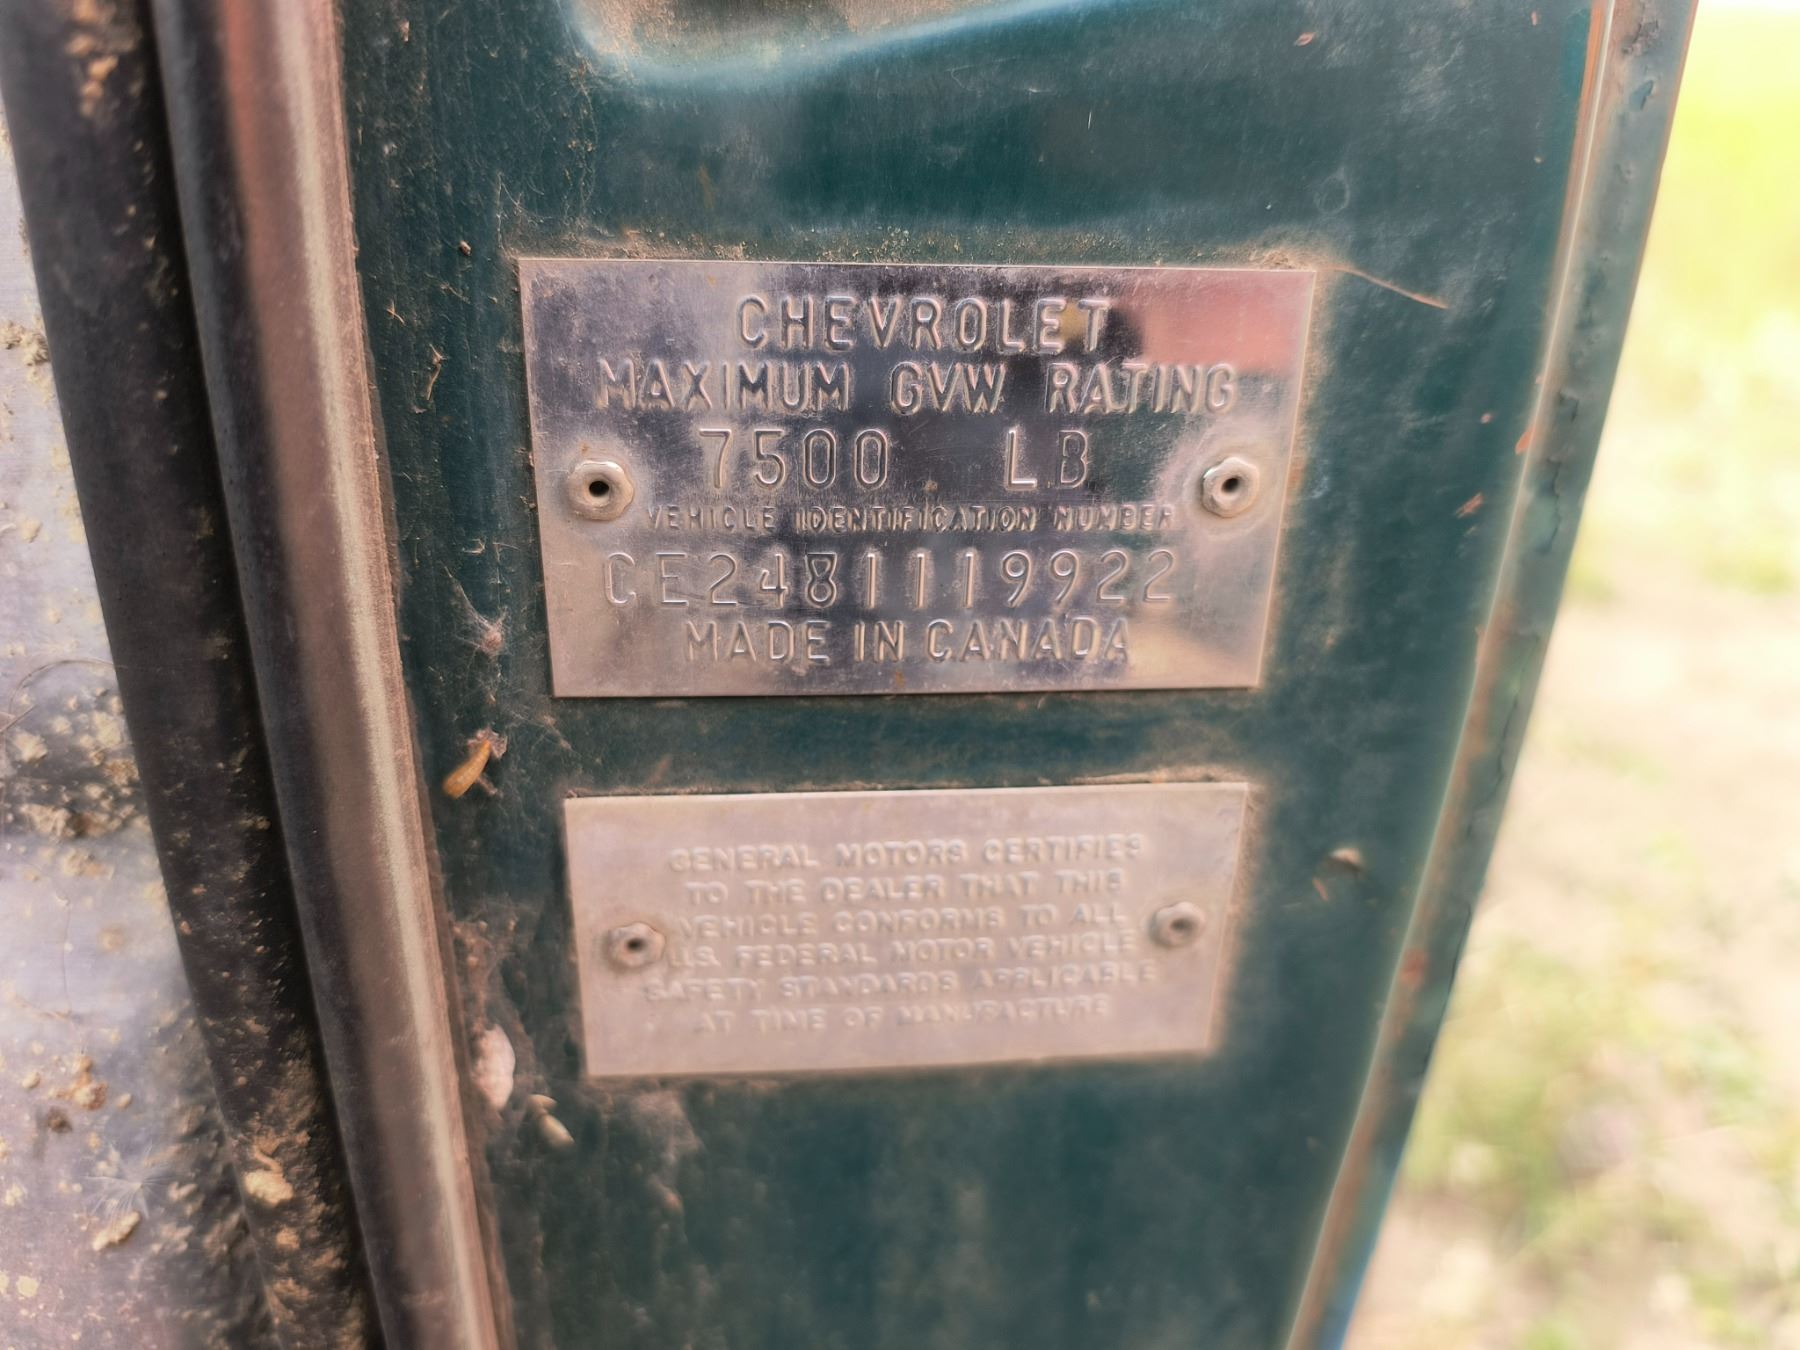 CHEVROLET
MAXIMUM GVW RATING
7500 LB
VEHICLE IDENTIFICATION NUMBER
CE2481119922
MADE IN CANADA
GENERAL MOTORS CERTIFIES
TO THE DEALER THAT THIS
VEHICLE CONFORMS TO ALL
U.S. FEDERAL MOTOR VEHICLE
SAFETY STANDARDS APPLICABLE
AT TIME OF MANUFACTURE